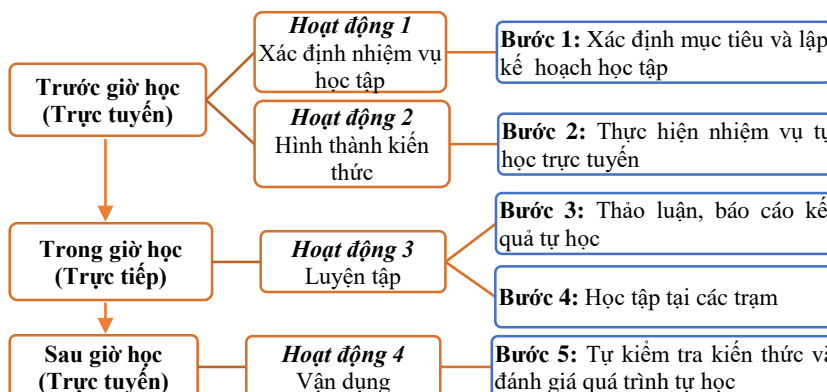 Hoạt động 1
Xác định nhiệm vụ
học tập
Bước 1: Xác định mục tiêu và lập
kế hoạch học tập
Trước giờ học
(Trực tuyến)
Hoạt động 2
Hình thành kiến
thức
Bước 2: Thực hiện nhiệm vụ tự
học trực tuyến
Trong giờ học
(Trực tiếp)
Hoạt động 3
Luyện tập
Bước 3: Thảo luận, báo cáo kết
quả tự học
Bước 4: Học tập tại các trạm
Sau giờ học
(Trực tuyến)
Hoạt động 4
Vận dụng
Bước 5: Tự kiểm tra kiến thức và
đánh giá quá trình tự học